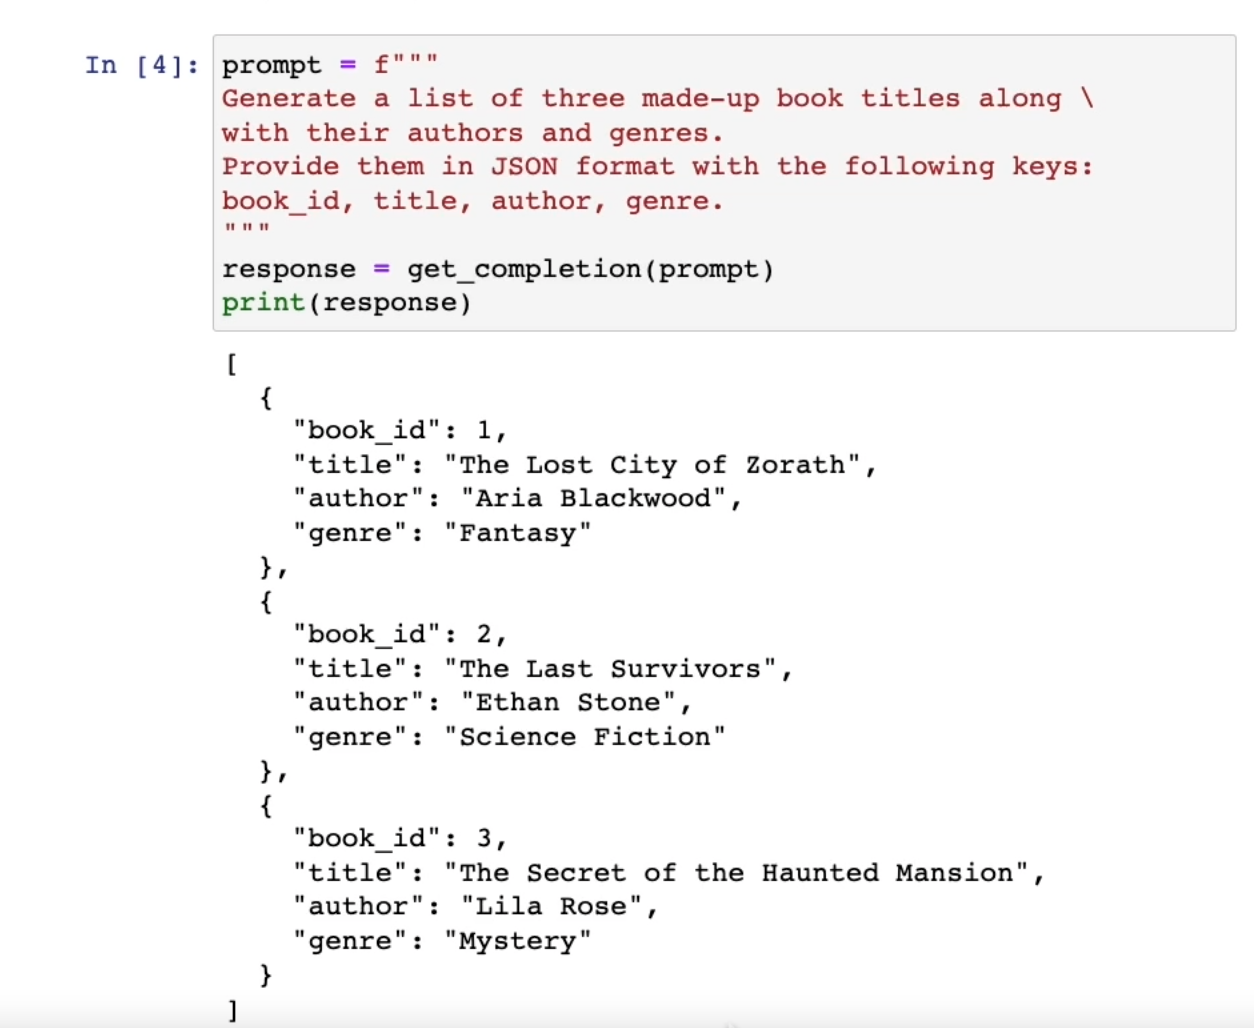 In [4]: prompt = f"""
Generate a list of three made-up book titles along \
with their authors and genres.
Provide them in JSON format with the following keys:
book_id, title, author, genre.
"""
response = get_completion(prompt)
print(response)
[
  {
    "book_id": 1,
    "title": "The Lost City of Zorath",
    "author": "Aria Blackwood",
    "genre": "Fantasy"
  },
  {
    "book_id": 2,
    "title": "The Last Survivors",
    "author": "Ethan Stone",
    "genre": "Science Fiction"
  },
  {
    "book_id": 3,
    "title": "The Secret of the Haunted Mansion",
    "author": "Lila Rose",
    "genre": "Mystery"
  }
]